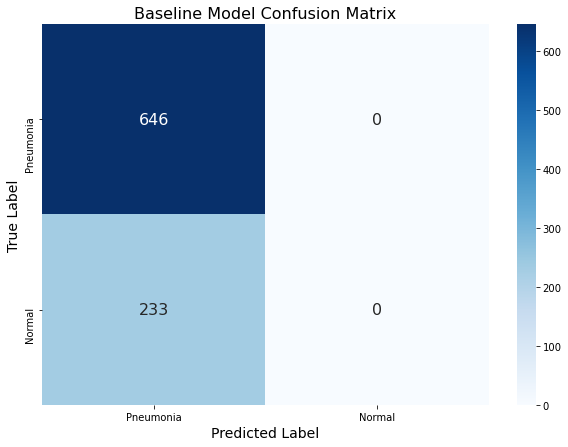 Baseline Model Confusion Matrix
True Label
Pneumonia
Normal
646
0
233
0
Pneumonia
Normal
Predicted Label
600
500
400
300
200
100
0